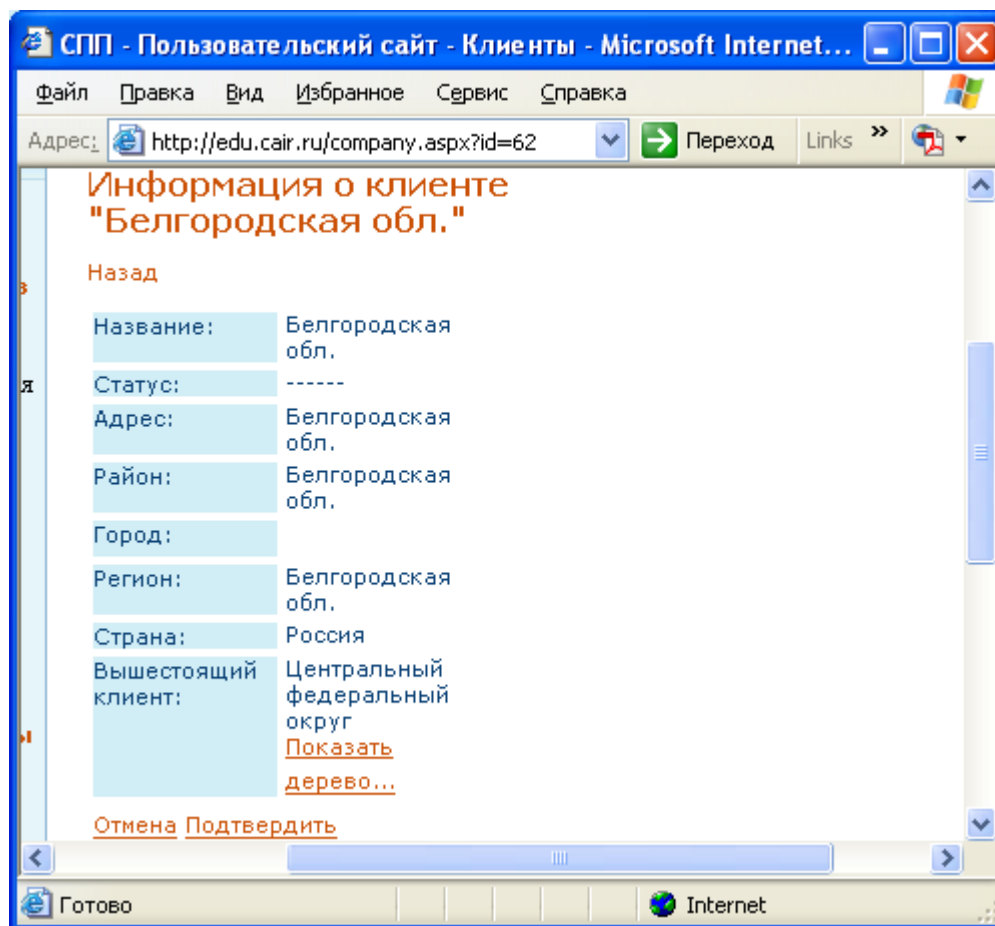 СПП - Пользовательский сайт - Клиенты - Microsoft Internet...
Файл Правка Вид Избранное Сервис Справка
Адрес: http://edu.cair.ru/company.aspx?id=62 Переход Links »
Информация о клиенте
"Белгородская обл."
Назад
в
Название: Белгородская
обл.
я
Статус: ------
Адрес: Белгородская
обл.
Район: Белгородская
обл.
Город:
Регион: Белгородская
обл.
Страна: Россия
Вышестоящий Центральный
клиент: федеральный
округ
ы
Показать
дерево...
Отмена Подтвердить
Готово Internet